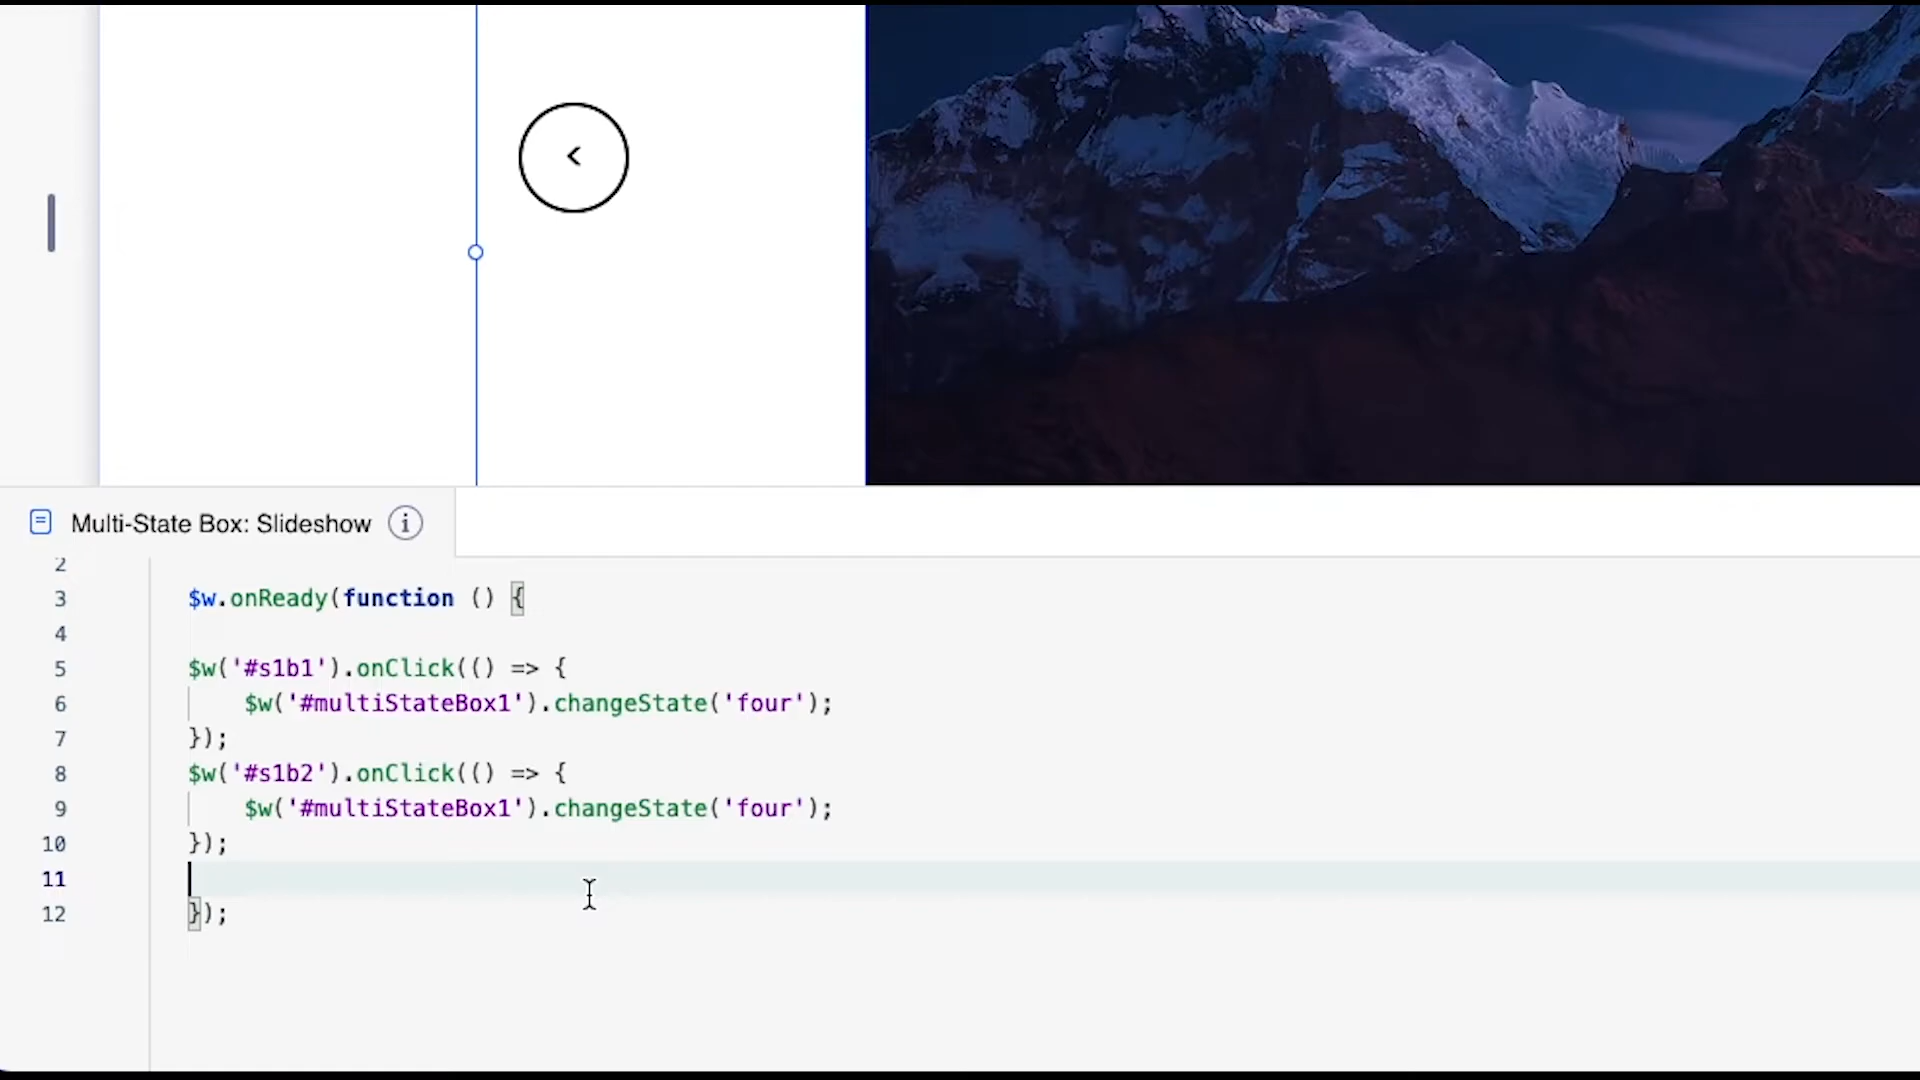 <
Multi-State Box: Slideshow i
2
3 $w.onReady(function () {
4
5 $w('#s1b1').onClick(() => {
6 $w('#multiStateBox1').changeState('four');
7 });
8 $w('#s1b2').onClick(() => {
9 $w('#multiStateBox1').changeState('four');
10 });
11
12 });